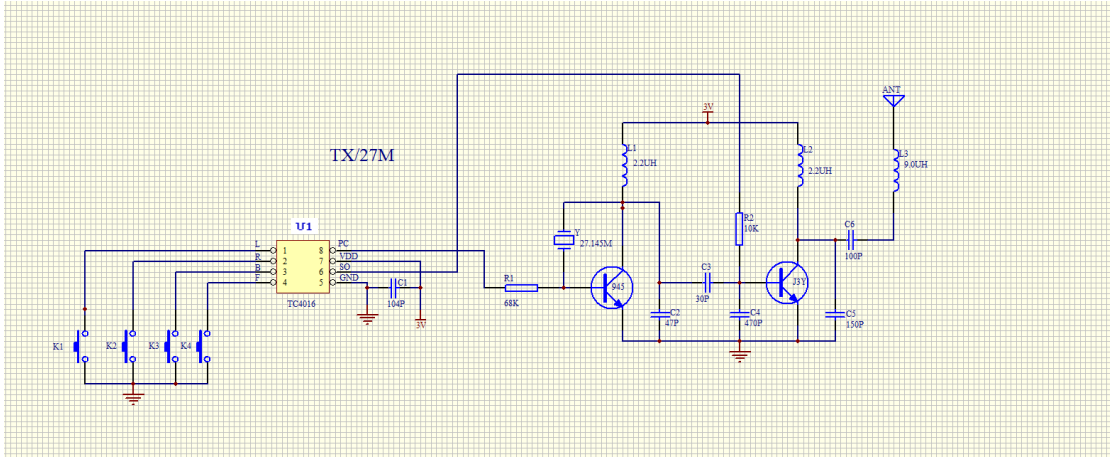 ANT
3V
L1
2.2UH
L2
2.2UH
L3
9.0UH
TX/27M
R2
10K
C6
100P
U1
Y
27.145M
L
R
B
F
1
2
3
4
8
7
6
5
PC
VDD
SO
GND
TC4016
C1
104P
3V
R1
68K
945
C3
30P
J3Y
C2
47P
C4
470P
C5
150P
K1
K2
K3
K4